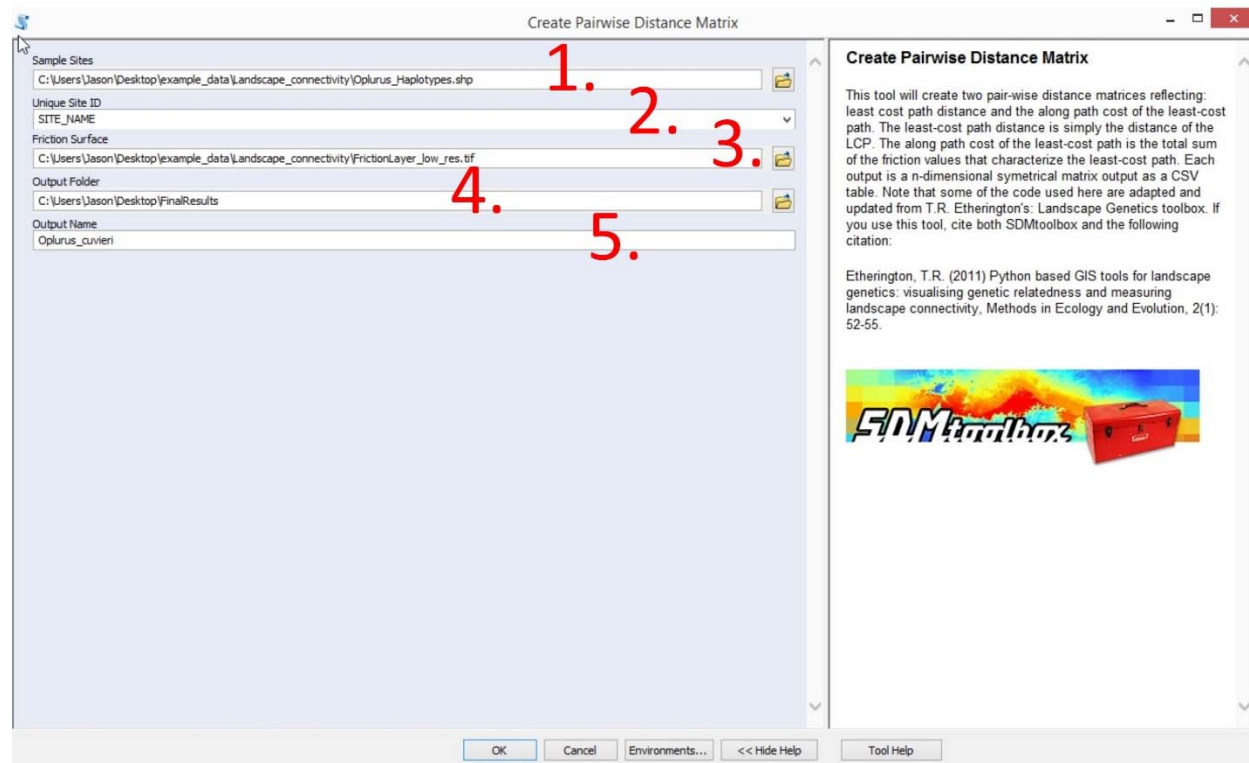 Create Pairwise Distance Matrix
Sample Sites
1.
C:\Users\Jason\Desktop\example_data\Landscape_connectivity\Oplurus_Haplotypes.shp
Unique Site ID
2.
SITE_NAME
Friction Surface
3.
C:\Users\Jason\Desktop\example_data\Landscape_connectivity\FrictionLayer_low_res.tif
Output Folder
4.
C:\Users\Jason\Desktop\FinalResults
Output Name
5.
Oplurus_cuvieri
Create Pairwise Distance Matrix
This tool will create two pair-wise distance matrices reflecting:
least cost path distance and the along path cost of the least-cost
path. The least-cost path distance is simply the distance of the
LCP. The along path cost of the least-cost path is the total sum
of the friction values that characterize the least-cost path. Each
output is a n-dimensional symetrical matrix output as a CSV
table. Note that some of the code used here are adapted and
updated from T.R. Etherington's: Landscape Genetics toolbox. If
you use this tool, cite both SDMtoolbox and the following
citation:
Etherington, T.R. (2011) Python based GIS tools for landscape
genetics: visualising genetic relatedness and measuring
landscape connectivity, Methods in Ecology and Evolution, 2(1):
52-55.
SDMtoolbox
OK
Cancel
Environments...
<< Hide Help
Tool Help